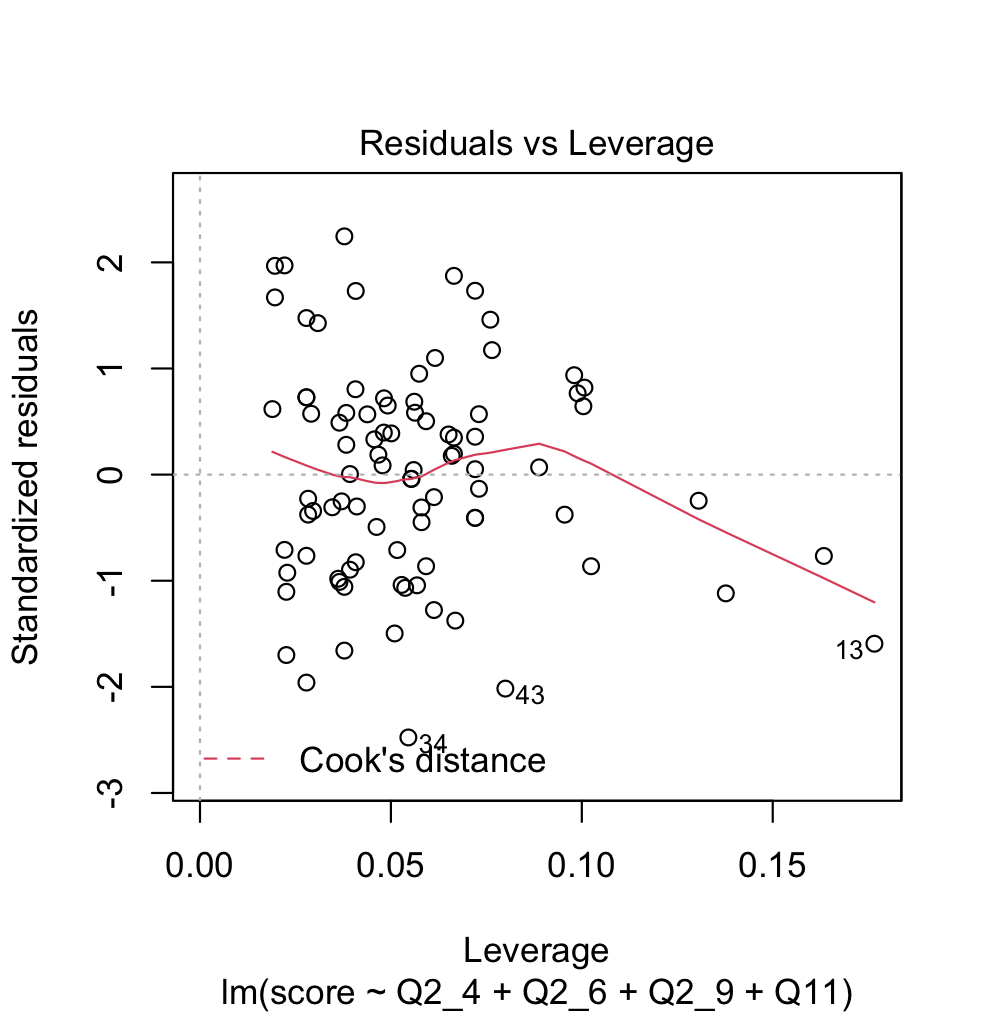 Residuals vs Leverage
Standardized residuals
2
1
0
-1
-2
-3
13
43
34
Cook's distance
0.00 0.05 0.10 0.15
Leverage
lm(score ~ Q2_4 + Q2_6 + Q2_9 + Q11)